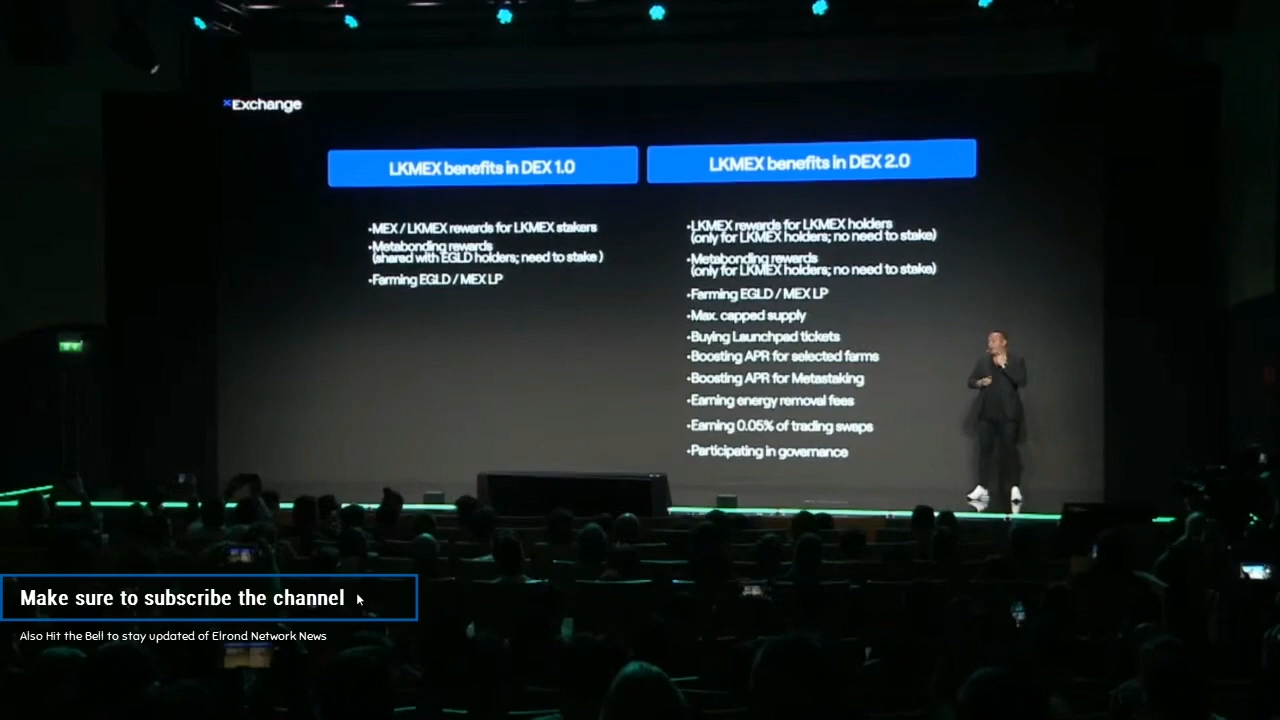 ×Exchange
LKMEX benefits in DEX 1.0
•MEX / LKMEX rewards for LKMEX stakers
•Metabonding rewards
(shared with EGLD holders; need to stake )
•Farming EGLD / MEX LP
LKMEX benefits in DEX 2.0
•LKMEX rewards for LKMEX holders
(only for LKMEX holders; no need to stake)
•Metabonding rewards
(only for LKMEX holders; no need to stake)
•Farming EGLD / MEX LP
•Max. capped supply
•Buying Launchpad tickets
•Boosting APR for selected farms
•Boosting APR for Metastaking
•Earning energy removal fees
•Earning 0.05% of trading swaps
•Participating in governance
Make sure to subscribe the channel
Also Hit the Bell to stay updated of Elrond Network News